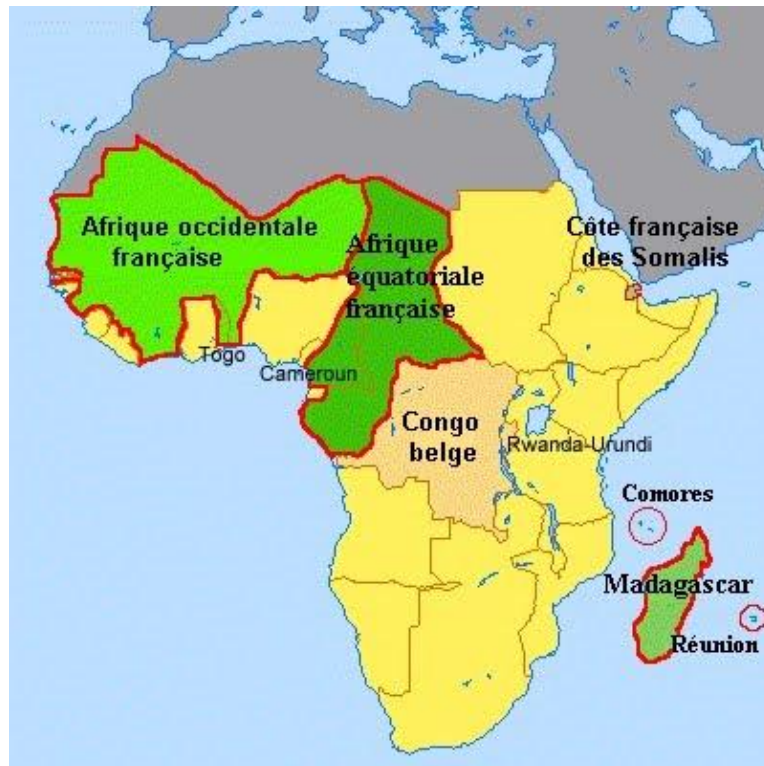 Afrique occidentale
française
Afrique
équatoriale
française
Côte française
des Somalis
Togo
Cameroun
Congo
belge
Rwanda-Urundi
Comores
Madagascar
Réunion